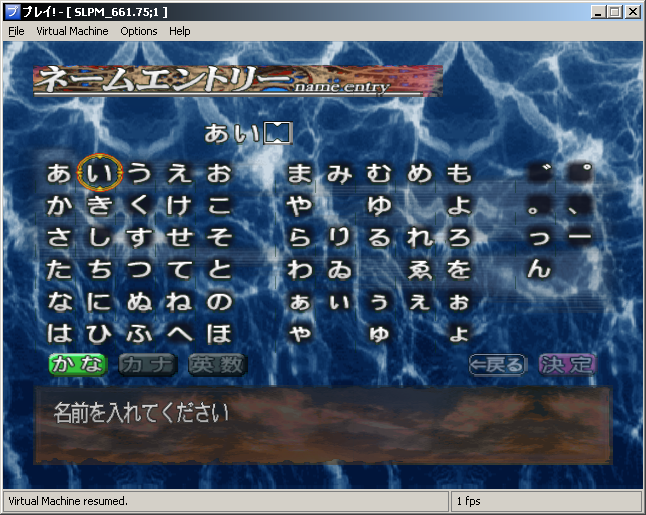 プレイ! - [ SLPM_661.75;1 ]
File Virtual Machine Options Help
ネームエントリー name entry
あい
あ い う え お ま み む め も ゛ ゜
か き く け こ や ゆ よ 。 、
さ し す せ そ ら り る れ ろ っ ー
た ち つ て と わ ゐ ゑ を ん
な に ぬ ね の ぁ ぃ ぅ ぇ ぉ
は ひ ふ へ ほ ゃ ゅ ょ
かな カナ 英数 ⇐戻る 決定
名前を入れてください
Virtual Machine resumed. 1 fps